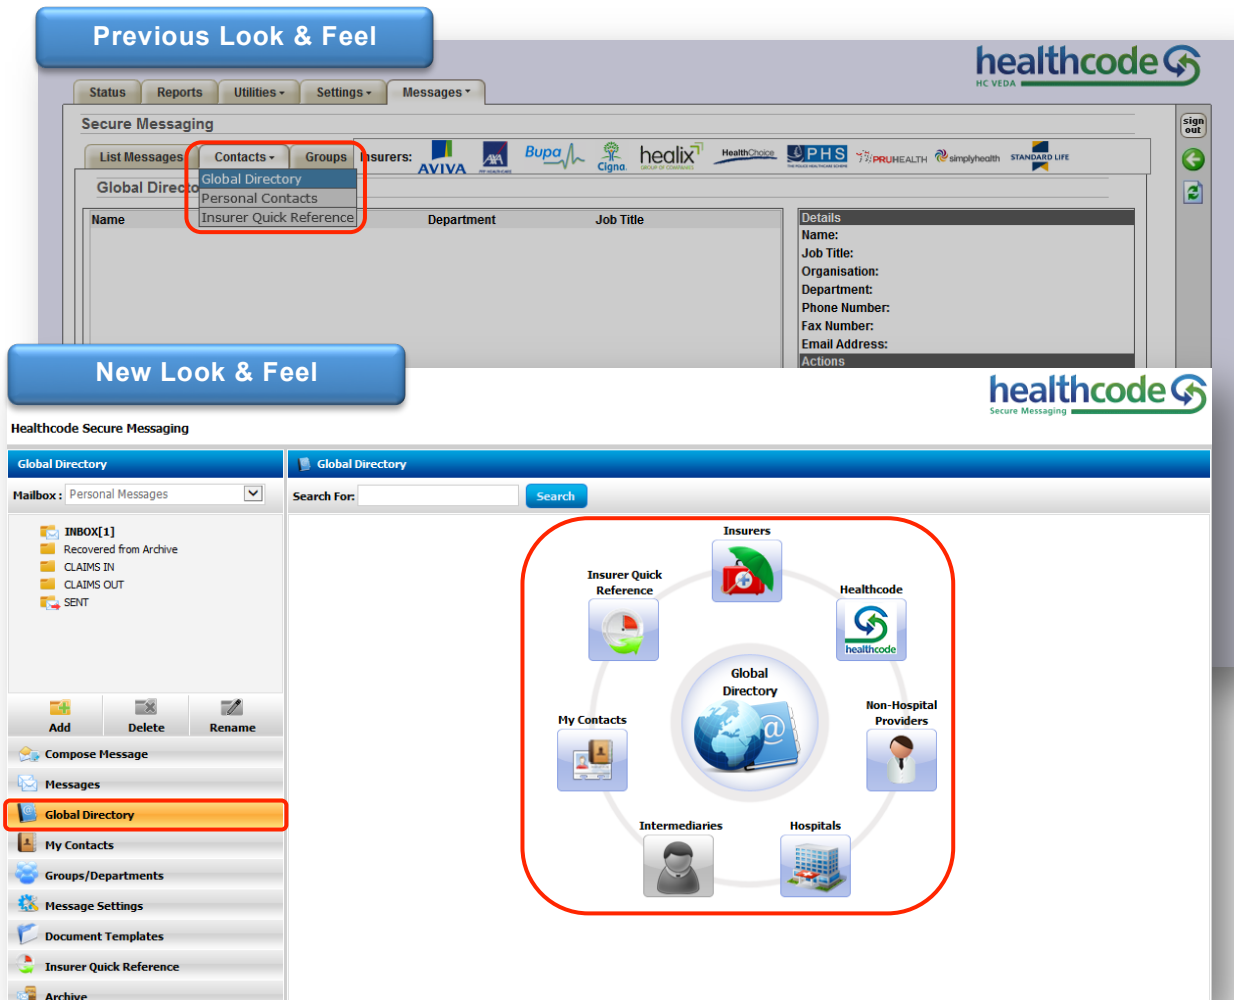 Previous Look & Feel
healthcode
HC VEDA
Status Reports Utilities Settings Messages
sign out
Secure Messaging
List Messages Contacts Groups Insurers: AVIVA AXA Bupa Cigna. healix GROUP OF COMPANIES HealthChoice PHS PRUHEALTH simplyhealth STANDARD LIFE
Global Directo
Global Directory
Personal Contacts
Insurer Quick Reference
Name Department Job Title
Details
Name:
Job Title:
Organisation:
Department:
Phone Number:
Fax Number:
Email Address:
Actions
New Look & Feel
healthcode
Secure Messaging
Healthcode Secure Messaging
Global Directory
Global Directory
Mailbox : Personal Messages
Search For: Search
INBOX[1]
Recovered from Archive
CLAIMS IN
CLAIMS OUT
SENT
Add Delete Rename
Compose Message
Messages
Global Directory
My Contacts
Groups/Departments
Message Settings
Document Templates
Insurer Quick Reference
Archive
Insurers
Insurer Quick
Reference
Healthcode
healthcode
Global
Directory
Non-Hospital
Providers
My Contacts
Intermediaries
Hospitals